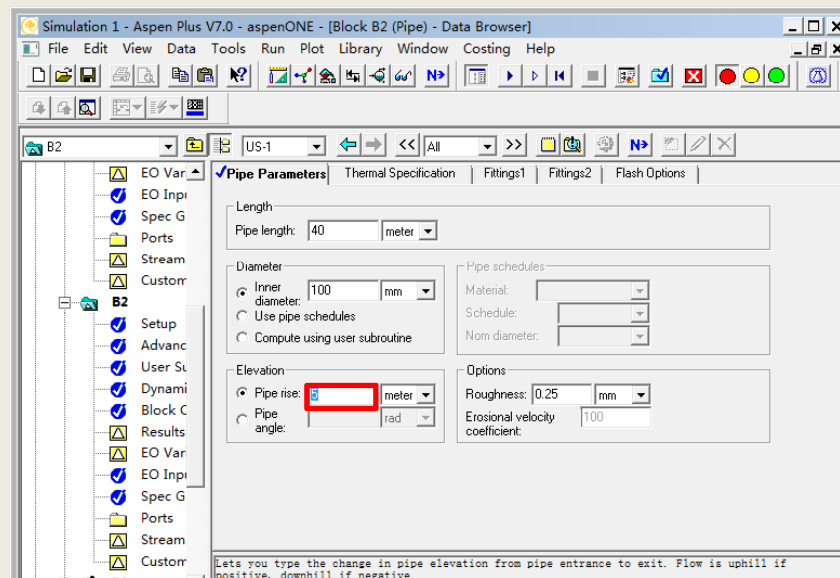 Simulation 1 - Aspen Plus V7.0 - aspenONE - [Block B2 (Pipe) - Data Browser]
File Edit View Data Tools Run Plot Library Window Costing Help
B2 US-1 << All >> N»
EO Var
EO Inpu
Spec G
Ports
Stream
Custom
B2
Setup
Advanc
User Su
Dynami
Block O
Results
EO Var
EO Inpu
Spec G
Ports
Stream
Custom
Pipe Parameters Thermal Specification Fittings1 Fittings2 Flash Options
Length
Pipe length: 40 meter
Diameter
Inner diameter: 100 mm
Use pipe schedules
Compute using user subroutine
Pipe schedules
Material:
Schedule:
Nom diameter:
Elevation
Pipe rise: 5 meter
Pipe angle: rad
Options
Roughness: 0.25 mm
Erosional velocity coefficient: 100
Lets you type the change in pipe elevation from pipe entrance to exit. Flow is uphill if
positive, downhill if negative.